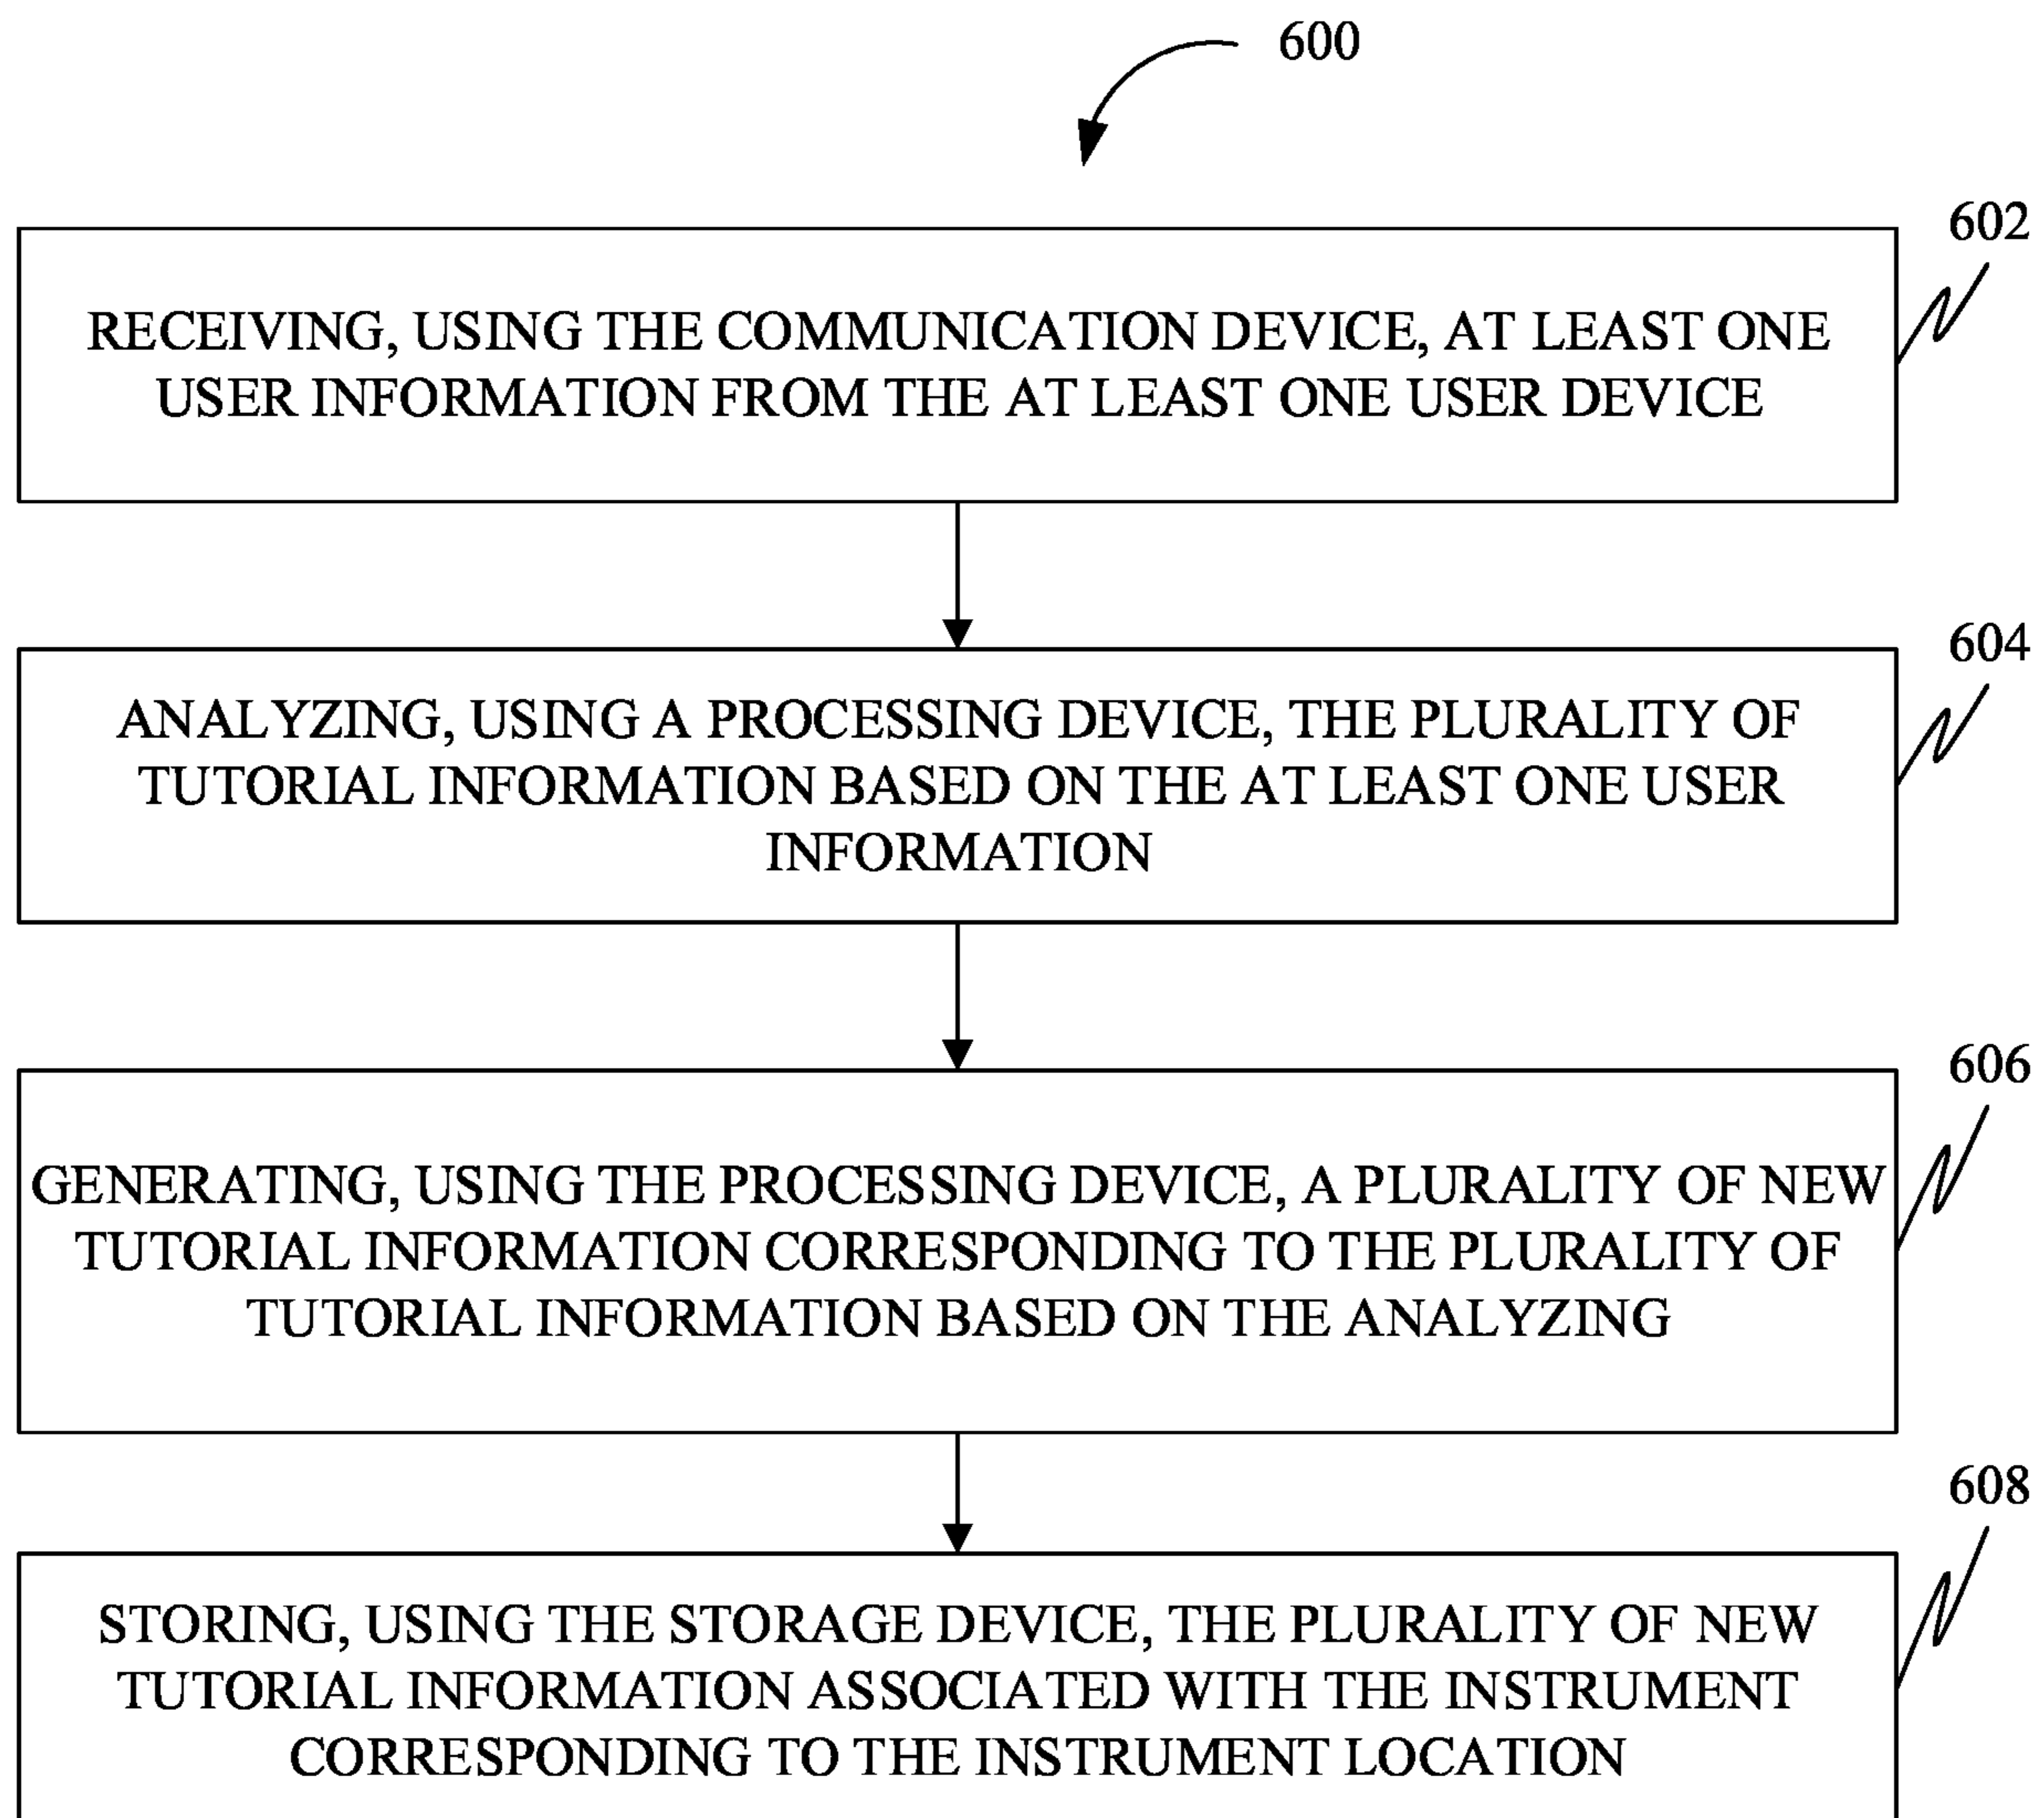 600
602
RECEIVING, USING THE COMMUNICATION DEVICE, AT LEAST ONE
USER INFORMATION FROM THE AT LEAST ONE USER DEVICE
604
ANALYZING, USING A PROCESSING DEVICE, THE PLURALITY OF
TUTORIAL INFORMATION BASED ON THE AT LEAST ONE USER
INFORMATION
606
GENERATING, USING THE PROCESSING DEVICE, A PLURALITY OF NEW
TUTORIAL INFORMATION CORRESPONDING TO THE PLURALITY OF
TUTORIAL INFORMATION BASED ON THE ANALYZING
608
STORING, USING THE STORAGE DEVICE, THE PLURALITY OF NEW
TUTORIAL INFORMATION ASSOCIATED WITH THE INSTRUMENT
CORRESPONDING TO THE INSTRUMENT LOCATION